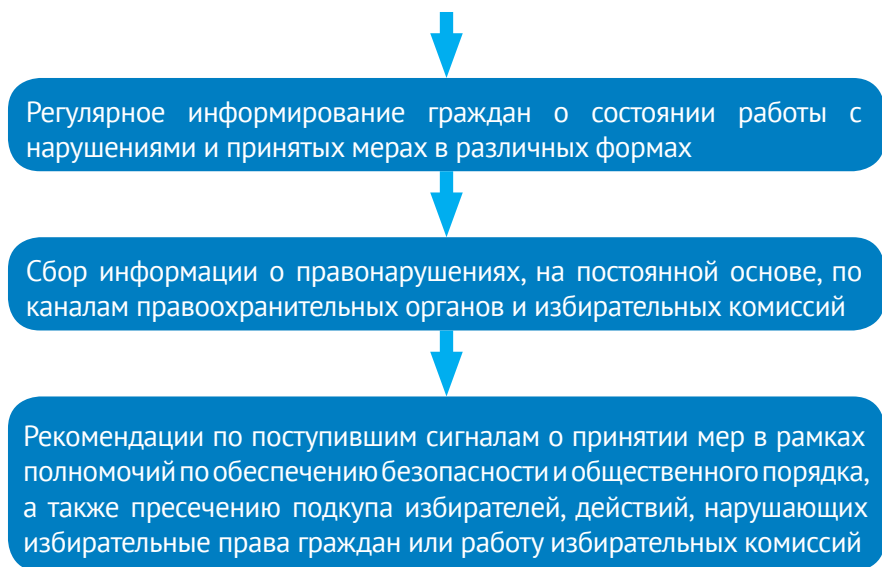 Регулярное информирование граждан о состоянии работы с
нарушениями и принятых мерах в различных формах
Сбор информации о правонарушениях, на постоянной основе, по
каналам правоохранительных органов и избирательных комиссий
Рекомендации по поступившим сигналам о принятии мер в рамках
полномочий по обеспечению безопасности и общественного порядка,
а также пресечению подкупа избирателей, действий, нарушающих
избирательные права граждан или работу избирательных комиссий